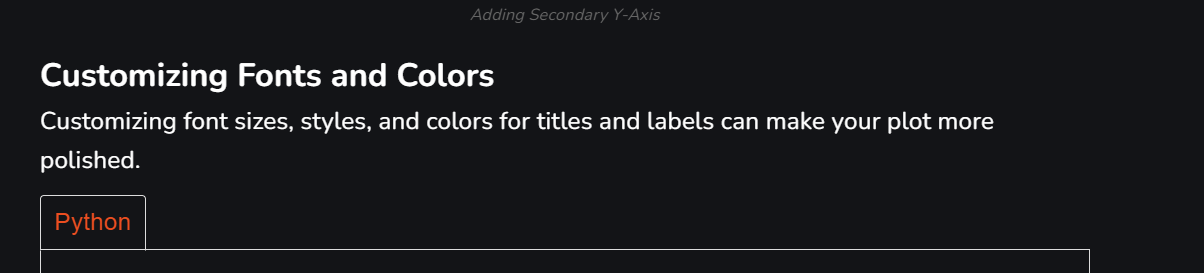 Adding Secondary Y-Axis
Customizing Fonts and Colors
Customizing font sizes, styles, and colors for titles and labels can make your plot more
polished.
Python